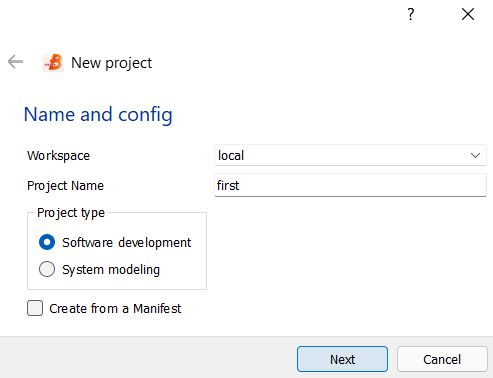 ?
New project
Name and config
Workspace local
Project Name first
Project type
Software development
System modeling
Create from a Manifest
Next Cancel